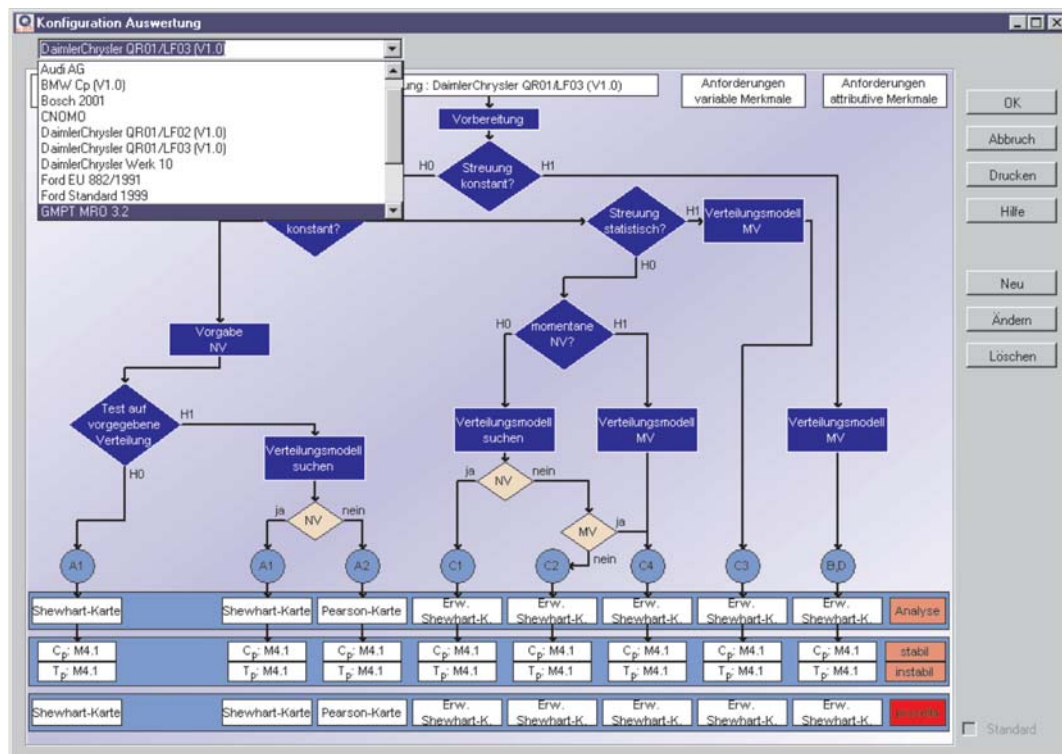 Konfiguration Auswertung
DaimlerChrysler QR01/LF03 (V1.0)
Audi AG
BMW Cp (V1.0)
Bosch 2001
CNOMO
DaimlerChrysler QR01/LF02 (V1.0)
DaimlerChrysler QR01/LF03 (V1.0)
DaimlerChrysler Werk 10
Ford EU 882/1991
Ford Standard 1999
GMPT MRO 3.2
ung : DaimlerChrysler QR01/LF03 (V1.0)
Anforderungen
variable Merkmale
Anforderungen
attributive Merkmale
OK
Abbruch
Drucken
Hilfe
Neu
Ändern
Löschen
Vorbereitung
H0
Streuung
konstant?
H1
konstant?
Streuung
statistisch?
H1
Verteilungsmodell
MV
H0
Vorgabe
NV
H0
momentane
NV?
H1
Test auf
vorgegebene
Verteilung
H1
H0
Verteilungsmodell
suchen
Verteilungsmodell
suchen
Verteilungsmodell
MV
Verteilungsmodell
MV
ja
NV
nein
ja
NV
nein
MV
ja
nein
A1
A1
A2
C1
C2
C4
C3
B,D
Shewhart-Karte
Shewhart-Karte
Pearson-Karte
Erw.
Shewhart-K.
Erw.
Shewhart-K.
Erw.
Shewhart-K.
Erw.
Shewhart-K.
Erw.
Shewhart-K.
Analyse
Cp: M4.1
Cp: M4.1
Cp: M4.1
Cp: M4.1
Cp: M4.1
Cp: M4.1
Cp: M4.1
Cp: M4.1
stabil
Tp: M4.1
Tp: M4.1
Tp: M4.1
Tp: M4.1
Tp: M4.1
Tp: M4.1
Tp: M4.1
Tp: M4.1
instabil
Shewhart-Karte
Shewhart-Karte
Pearson-Karte
Erw.
Shewhart-K.
Erw.
Shewhart-K.
Erw.
Shewhart-K.
Erw.
Shewhart-K.
Erw.
Shewhart-K.
Standard